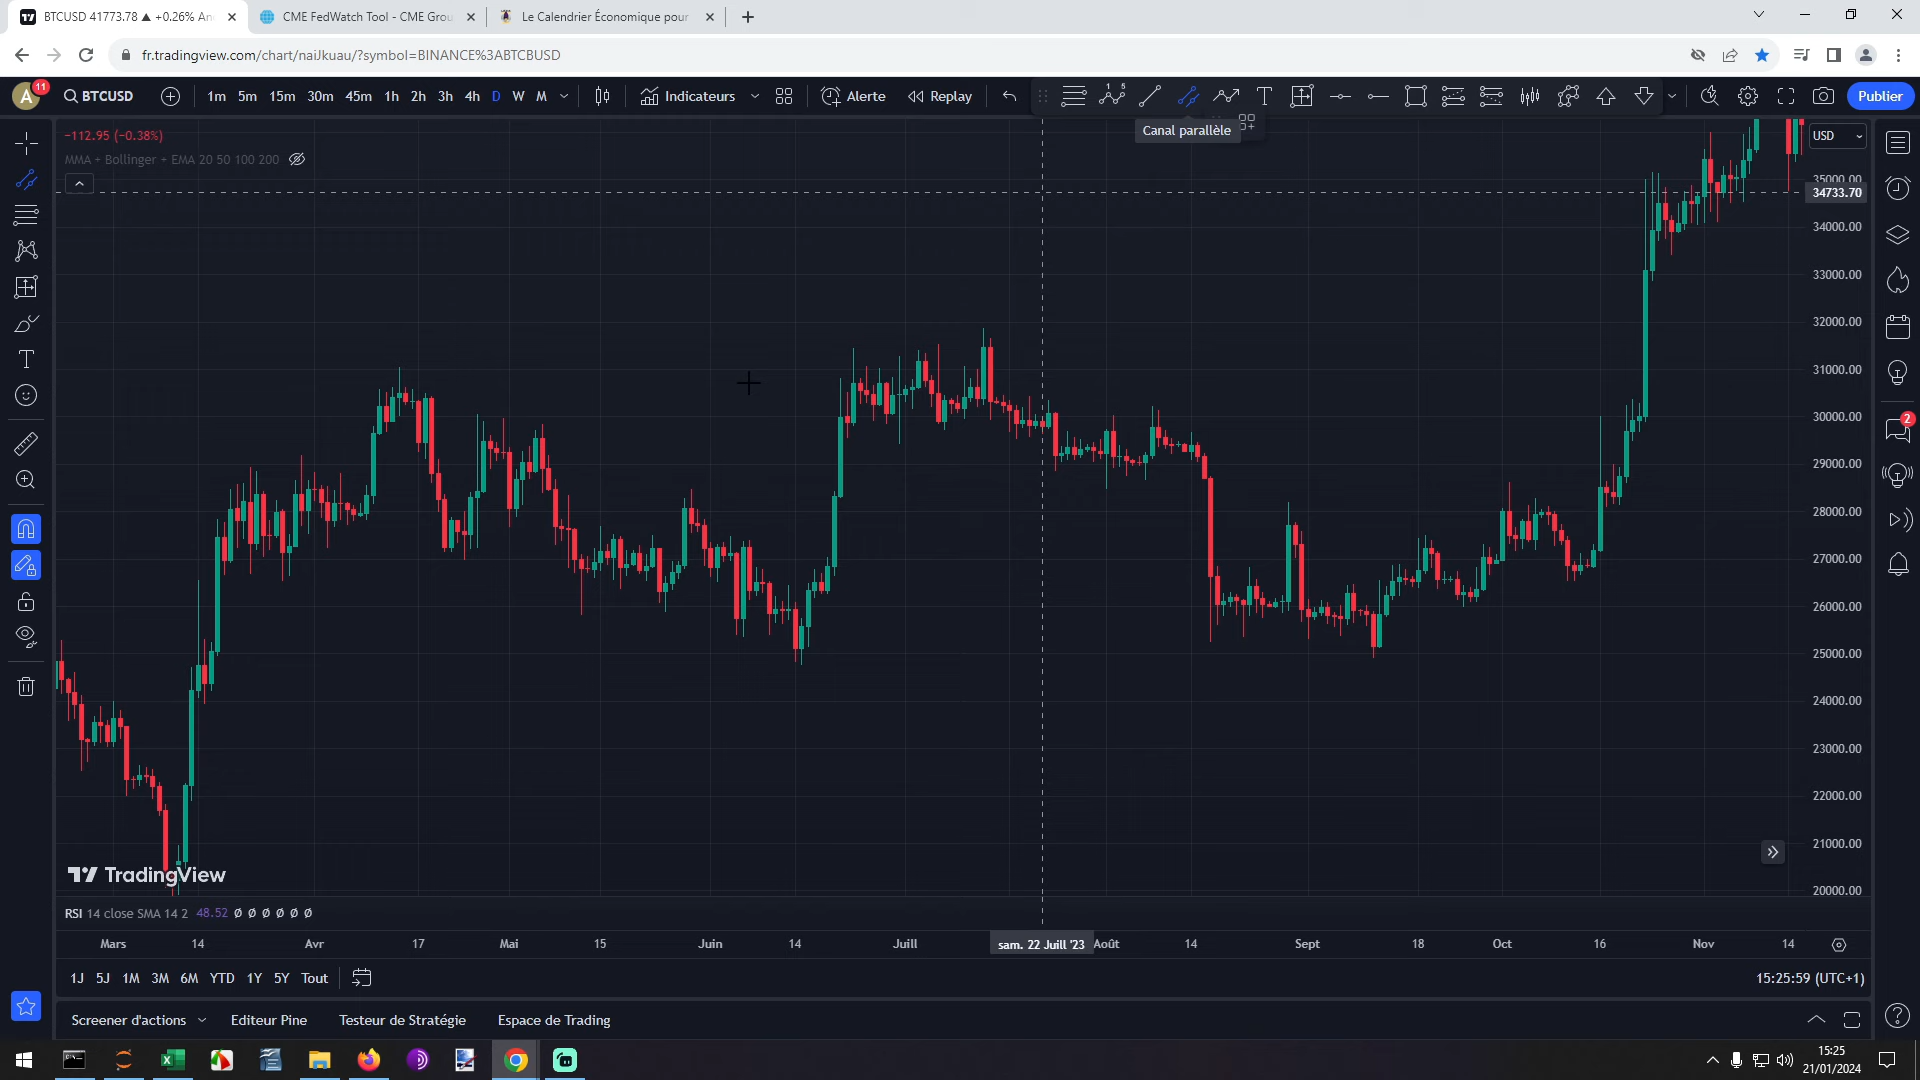 BTCUSD 41773.78 ▲ +0.26% An
CME FedWatch Tool - CME Grou
Le Calendrier Économique pour
fr.tradingview.com/chart/naiJkuau/?symbol=BINANCE%3ABTCBUSD
A 11 BTCUSD 1m 5m 15m 30m 45m 1h 2h 3h 4h D W M Indicateurs Alerte Replay Publier
Canal parallèle
−112.95 (−0.38%)
USD
MMA + Bollinger + EMA 20 50 100 200
35000.00
34733.70
34000.00
33000.00
32000.00
31000.00
30000.00
2
29000.00
28000.00
27000.00
26000.00
25000.00
24000.00
23000.00
22000.00
21000.00
TradingView
20000.00
RSI 14 close SMA 14 2 48.52 Ø Ø Ø Ø Ø Ø
Mars 14 Avr 17 Mai 15 Juin 14 Juill sam. 22 Juill '23 Août 14 Sept 18 Oct 16 Nov 14
1J 5J 1M 3M 6M YTD 1Y 5Y Tout 15:25:59 (UTC+1)
Screener d'actions Editeur Pine Testeur de Stratégie Espace de Trading
15:25
21/01/2024